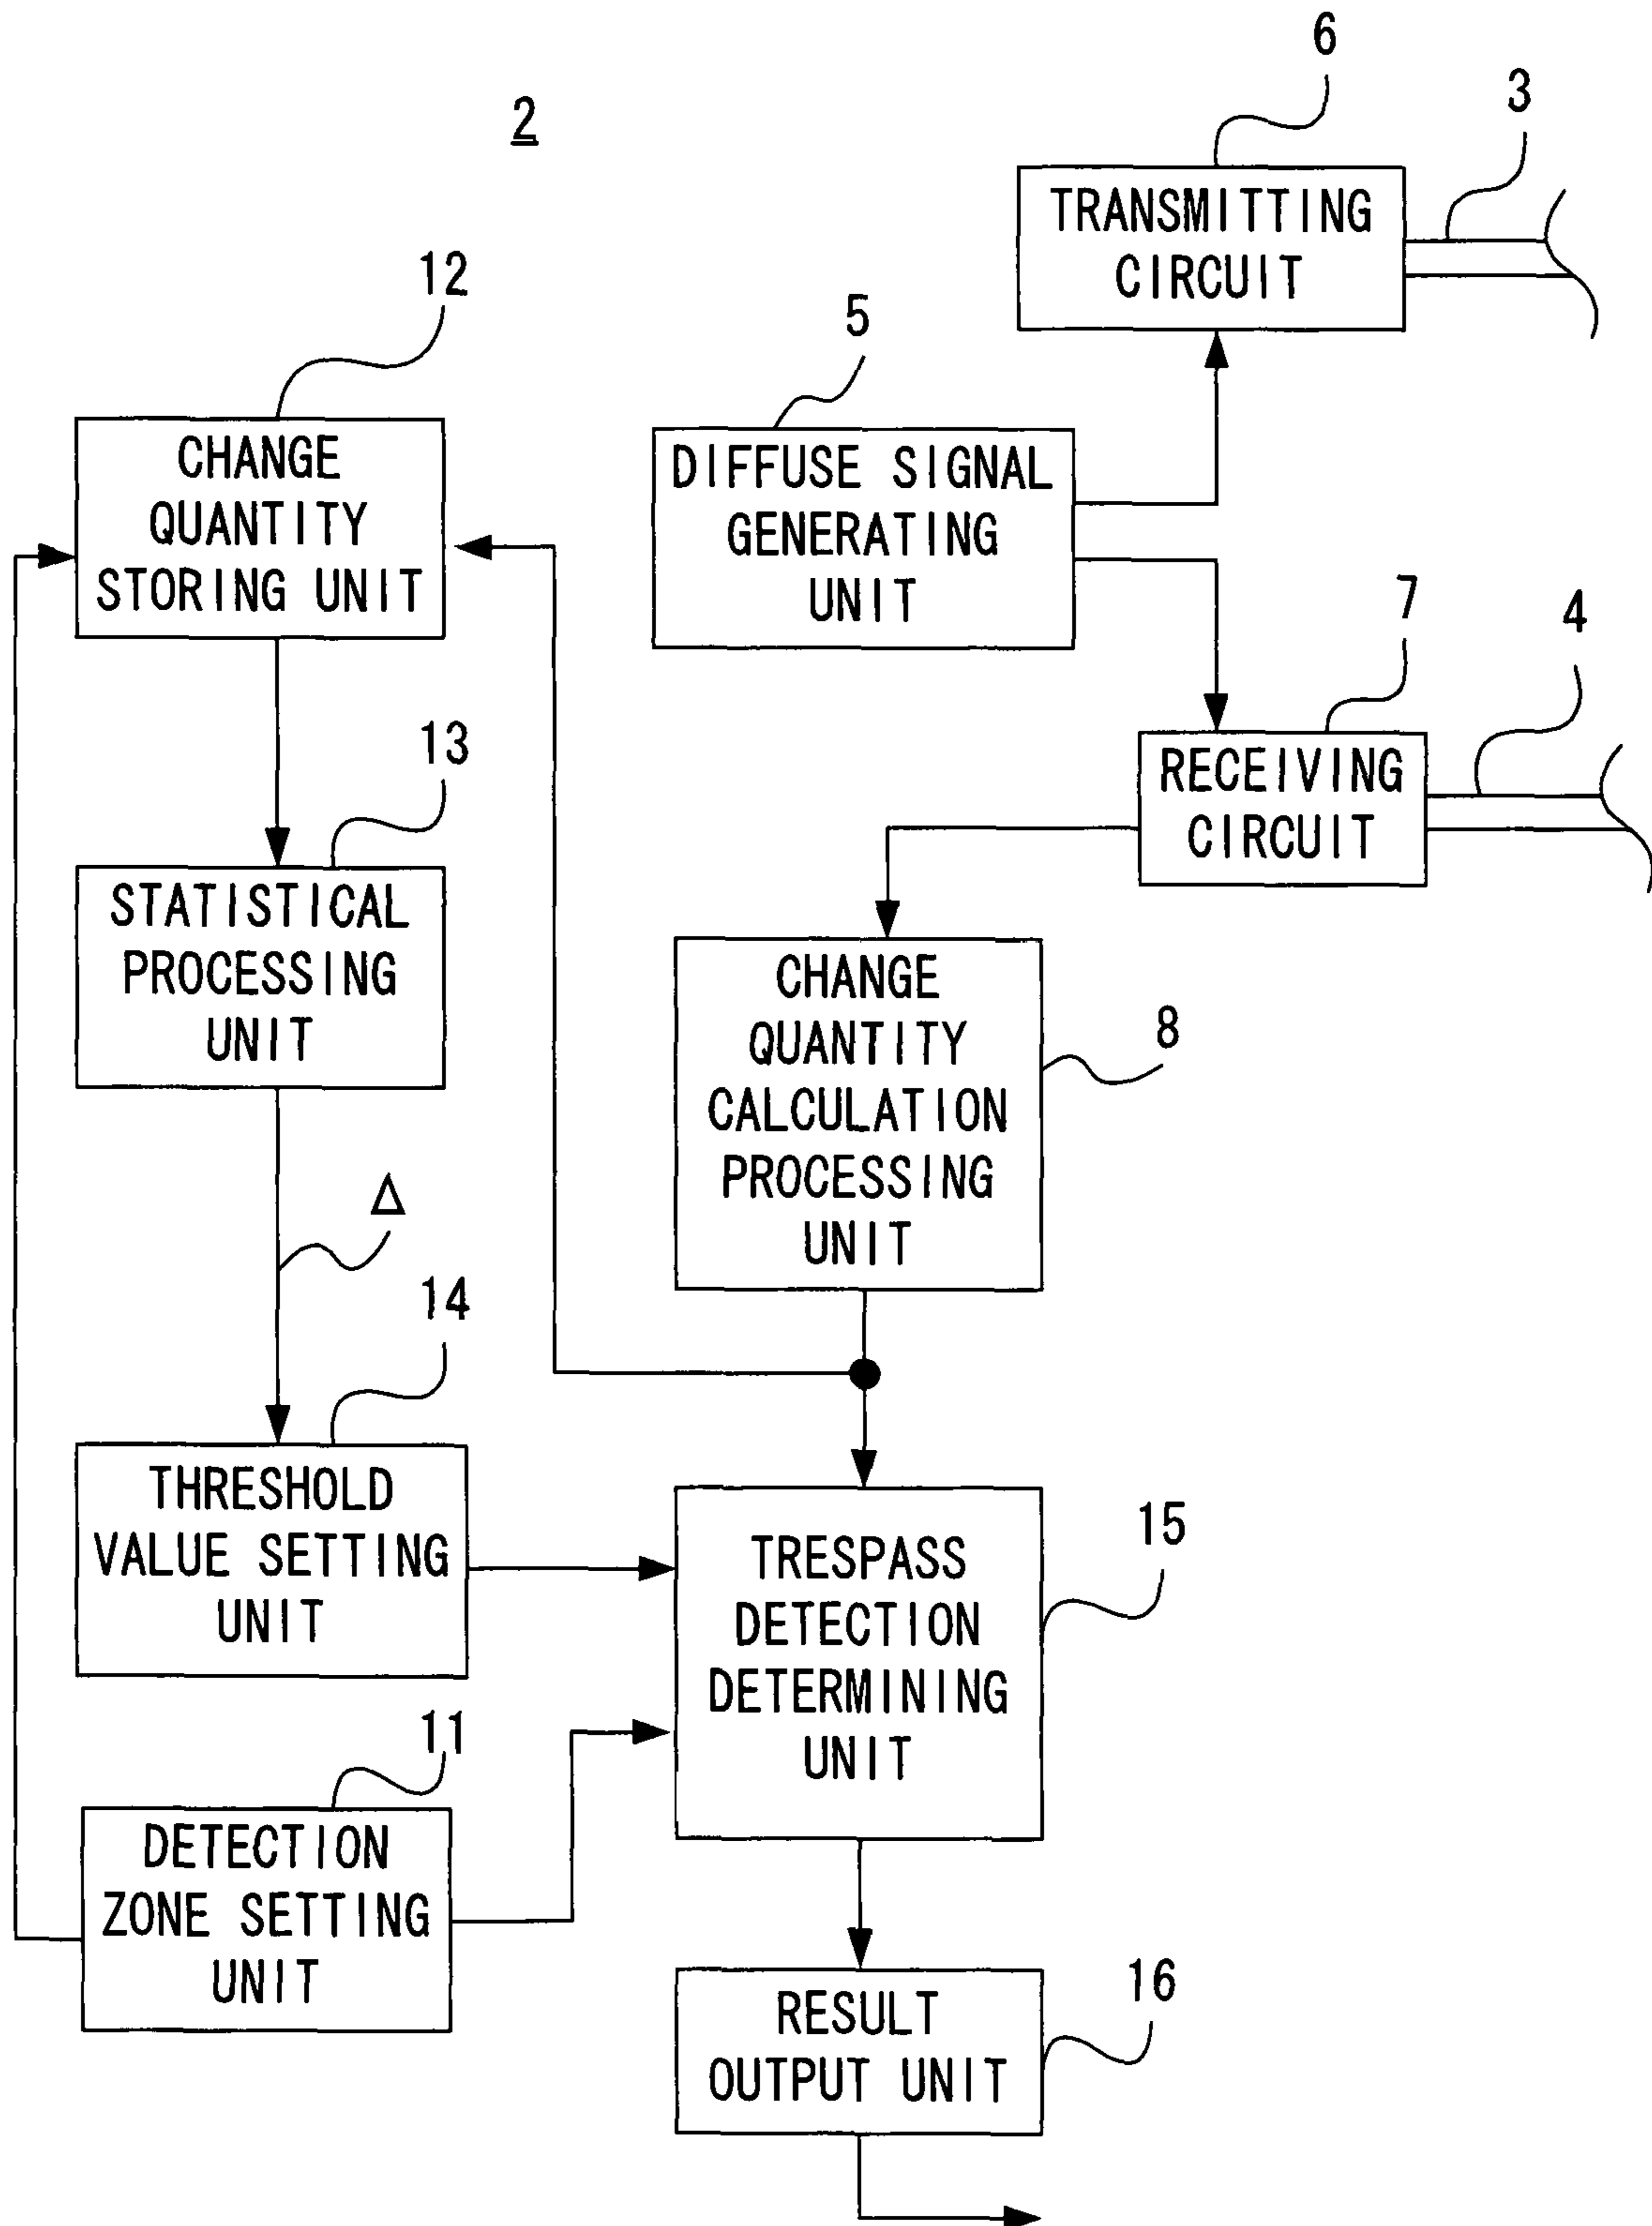 2
6
3
TRANSMITTING
CIRCUIT
12
5
CHANGE
QUANTITY
STORING UNIT
DIFFUSE SIGNAL
GENERATING
UNIT
7
4
13
RECEIVING
CIRCUIT
STATISTICAL
PROCESSING
UNIT
CHANGE
QUANTITY
CALCULATION
PROCESSING
UNIT
8
Δ
14
THRESHOLD
VALUE SETTING
UNIT
TRESPASS
DETECTION
DETERMINING
UNIT
15
11
DETECTION
ZONE SETTING
UNIT
RESULT
OUTPUT UNIT
16